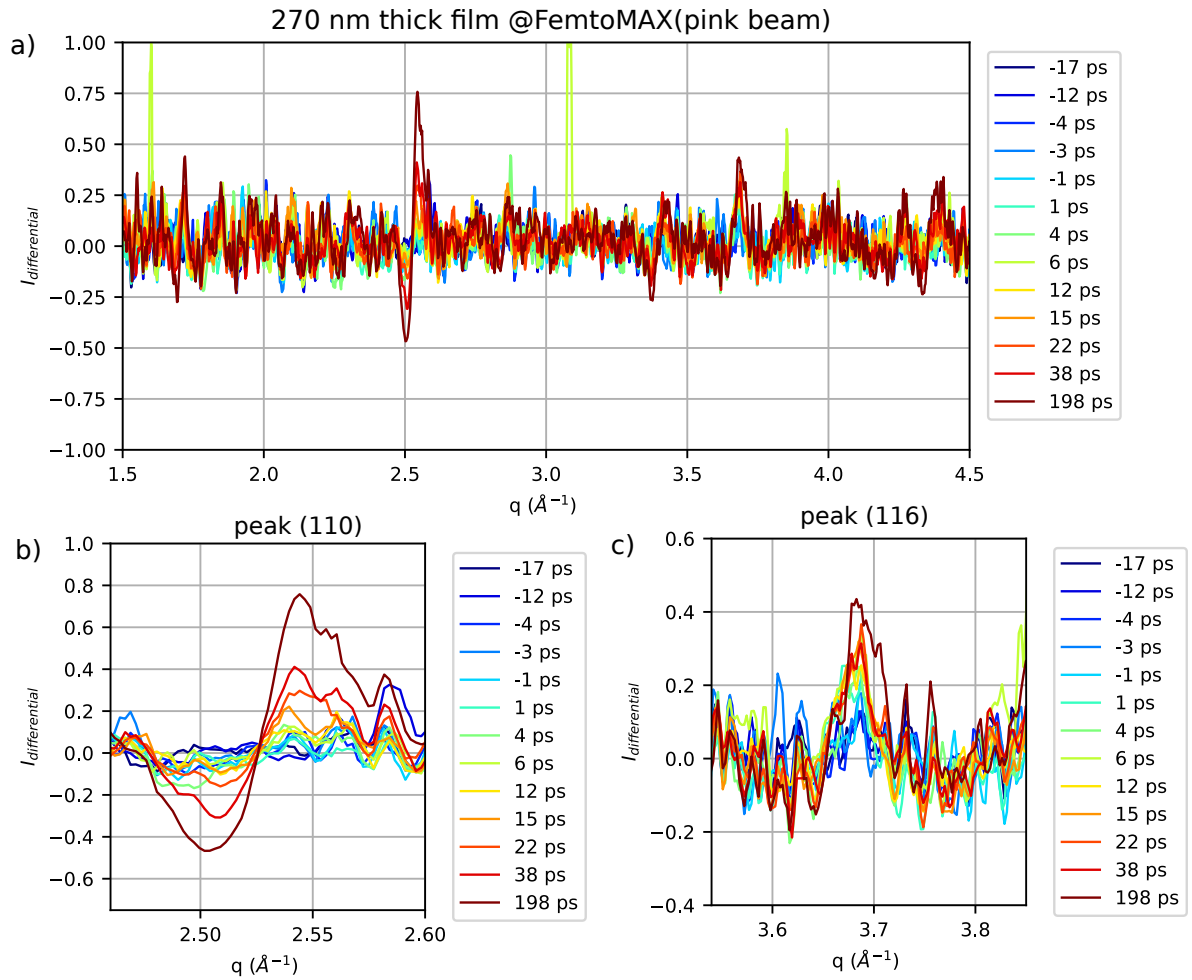 270 nm thick film @FemtoMAX(pink beam)
a)
1.00
0.75
0.50
0.25
0.00
−0.25
−0.50
−0.75
−1.00
I_differential
1.5 2.0 2.5 3.0 3.5 4.0 4.5
q (Å⁻¹)
-17 ps
-12 ps
-4 ps
-3 ps
-1 ps
1 ps
4 ps
6 ps
12 ps
15 ps
22 ps
38 ps
198 ps
b)
peak (110)
1.0
0.8
0.6
0.4
0.2
0.0
−0.2
−0.4
−0.6
I_differential
2.50 2.55 2.60
q (Å⁻¹)
-17 ps
-12 ps
-4 ps
-3 ps
-1 ps
1 ps
4 ps
6 ps
12 ps
15 ps
22 ps
38 ps
198 ps
c)
peak (116)
0.6
0.4
0.2
0.0
−0.2
−0.4
I_differential
3.6 3.7 3.8
q (Å⁻¹)
-17 ps
-12 ps
-4 ps
-3 ps
-1 ps
1 ps
4 ps
6 ps
12 ps
15 ps
22 ps
38 ps
198 ps